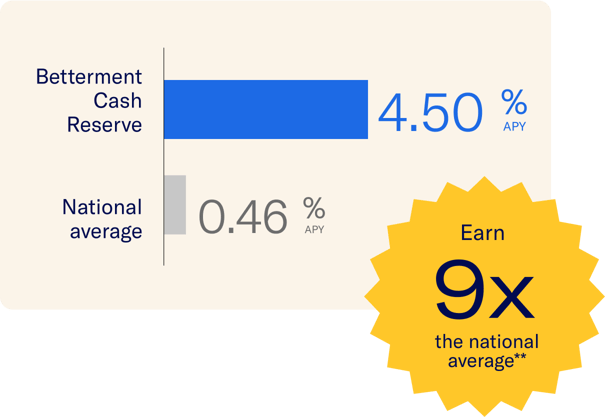 Betterment
Cash
Reserve
4.50 %
APY
National
average
0.46 %
APY
Earn
9x
the national
average**